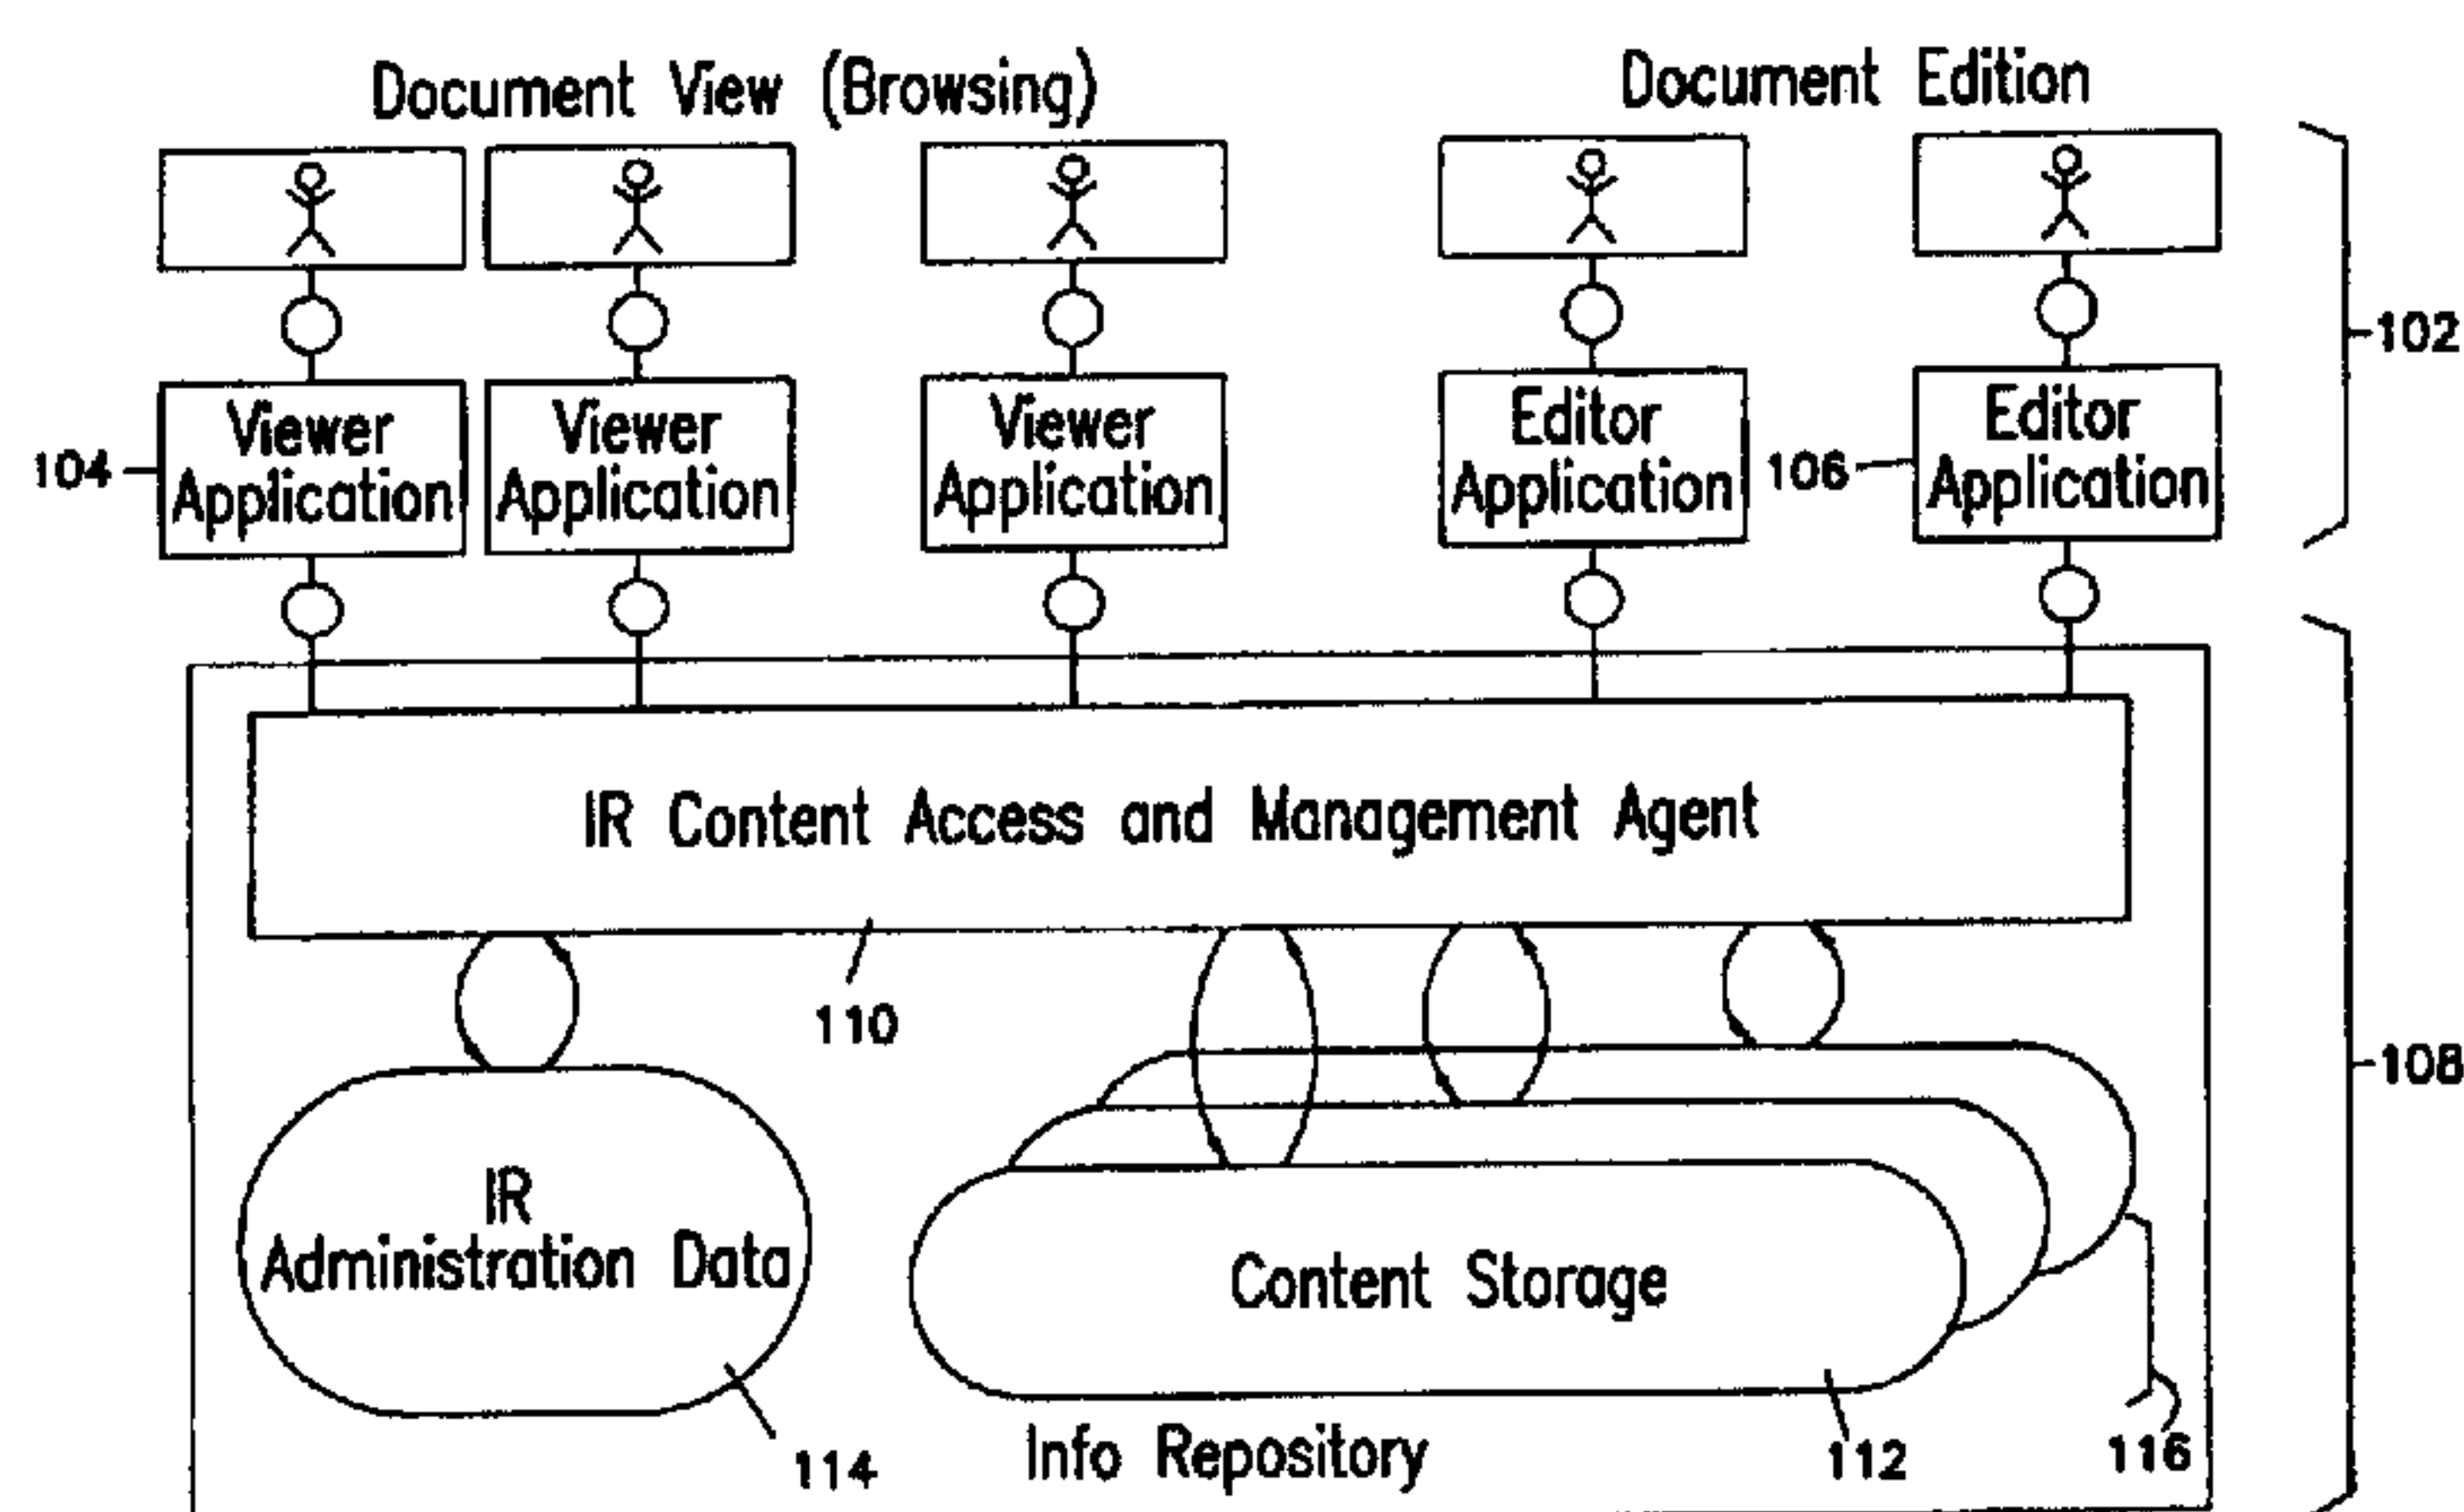 Document View (Browsing)
Document Edition
102
104
Viewer
Application
Viewer
Application
Viewer
Application
Editor
Application
106
Editor
Application
IR Content Access and Management Agent
110
108
IR
Administration Data
Content Storage
114
Info Repository
112
116